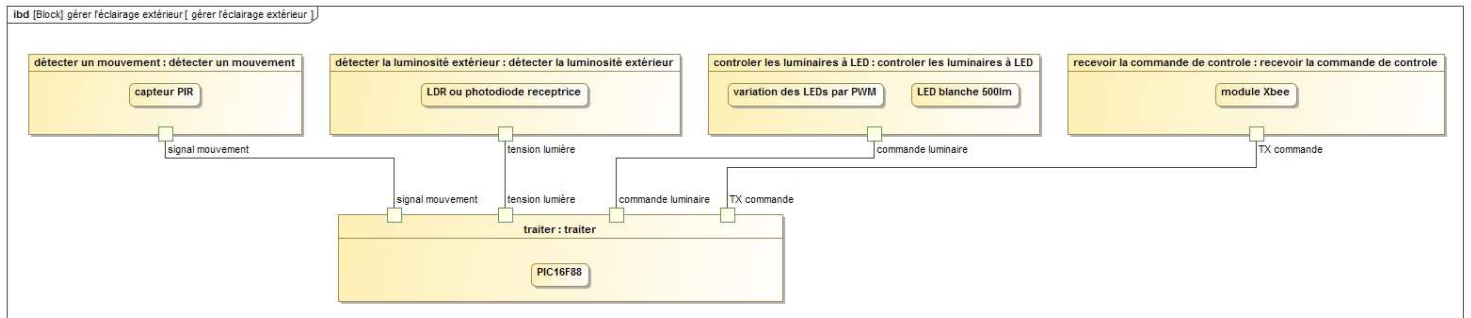 ibd [Block] gérer l'éclairage extérieur [ gérer l'éclairage extérieur ]
détecter un mouvement : détecter un mouvement
capteur PIR
signal mouvement
détecter la luminosité extérieur : détecter la luminosité extérieur
LDR ou photodiode receptrice
tension lumière
controler les luminaires à LED : controler les luminaires à LED
variation des LEDs par PWM
LED blanche 500lm
commande luminaire
recevoir la commande de controle : recevoir la commande de controle
module Xbee
TX commande
signal mouvement
tension lumière
commande luminaire
TX commande
traiter : traiter
PIC16F88